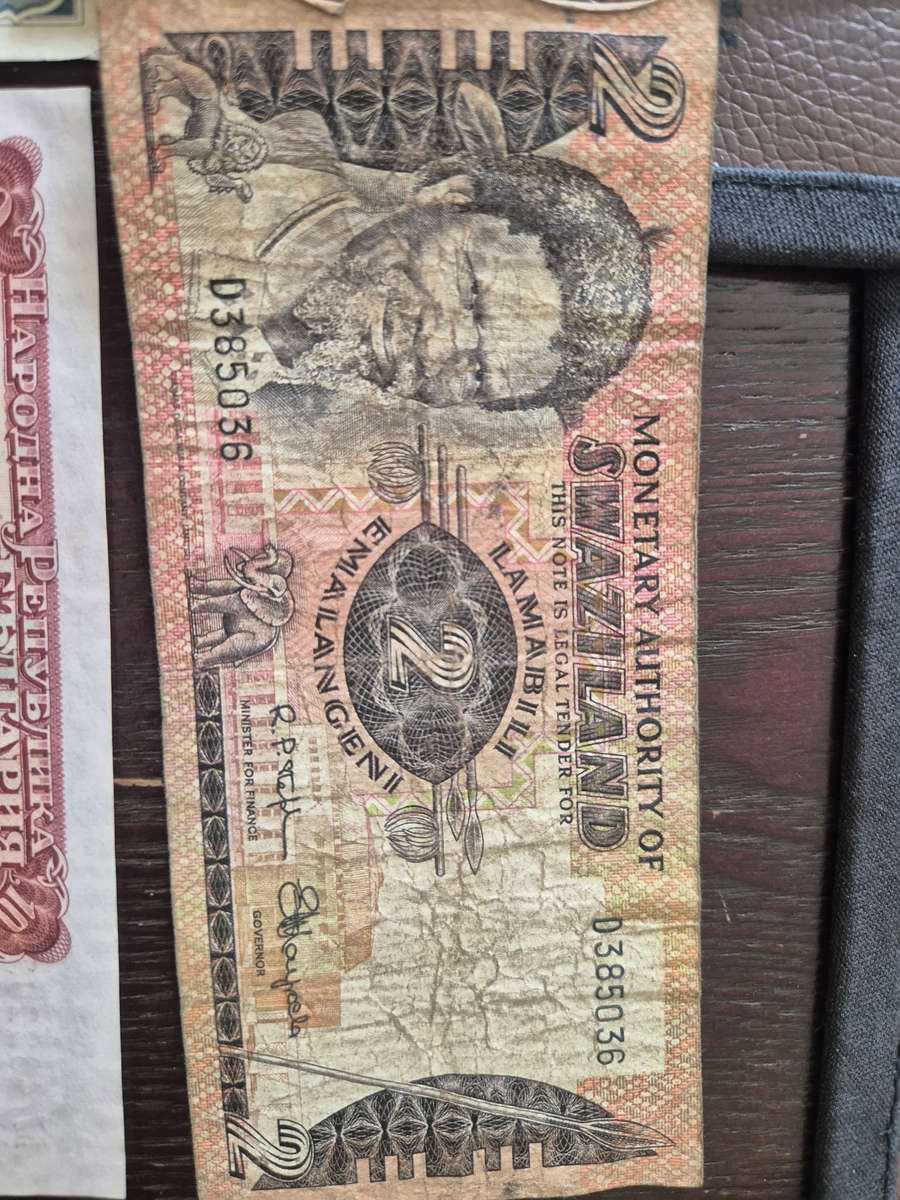 MONETARY AUTHORITY OF
SWAZILAND
THIS NOTE IS LEGAL TENDER FOR
LAMABILI
2
EMALANGENI
2
2
D385036
D385036
MINISTER FOR FINANCE
GOVERNOR
НАРОДНА РЕПУБЛИКА